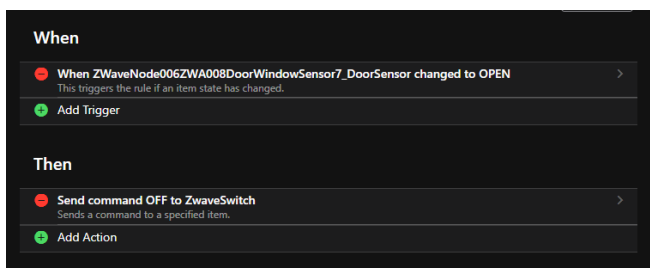 When
When ZWaveNode006ZWA008DoorWindowSensor7_DoorSensor changed to OPEN
This triggers the rule if an item state has changed.
Add Trigger
Then
Send command OFF to ZwaveSwitch
Sends a command to a specified item.
Add Action